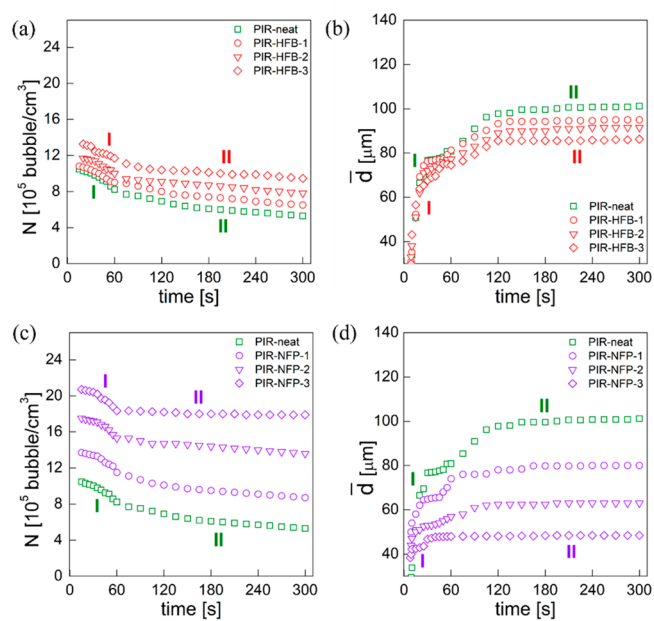 (a)
PIR-neat
PIR-HFB-1
PIR-HFB-2
PIR-HFB-3
24
20
16
12
8
4
0
I
I
II
II
N [10⁵ bubble/cm³]
0 60 120 180 240 300
time [s]
(b)
140
120
100
80
60
40
I
I
II
II
PIR-neat
PIR-HFB-1
PIR-HFB-2
PIR-HFB-3
d̅ [µm]
0 60 120 180 240 300
time [s]
(c)
PIR-neat
PIR-NFP-1
PIR-NFP-2
PIR-NFP-3
28
24
20
16
12
8
4
0
I
II
I
II
N [10⁵ bubble/cm³]
0 60 120 180 240 300
time [s]
(d)
PIR-neat
PIR-NFP-1
PIR-NFP-2
PIR-NFP-3
140
120
100
80
60
40
I
II
I
II
d̅ [µm]
0 60 120 180 240 300
time [s]